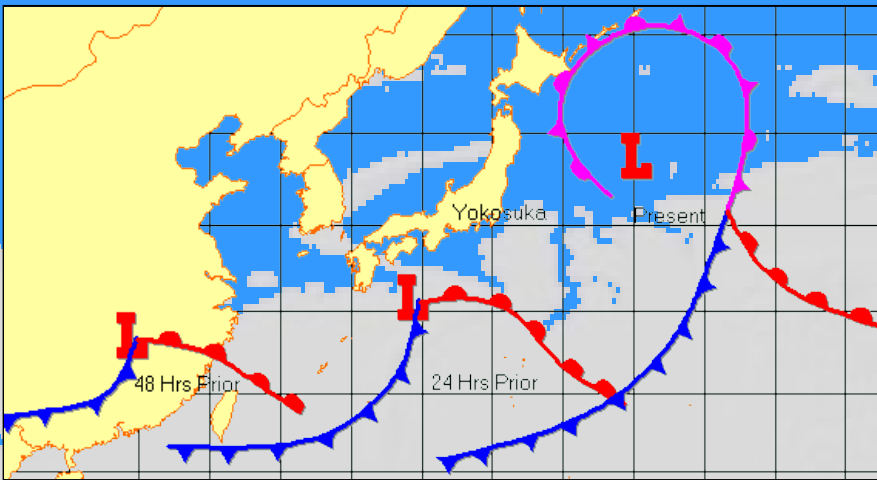 L
Yokosuka
Present
L
L
48 Hrs Prior
24 Hrs Prior